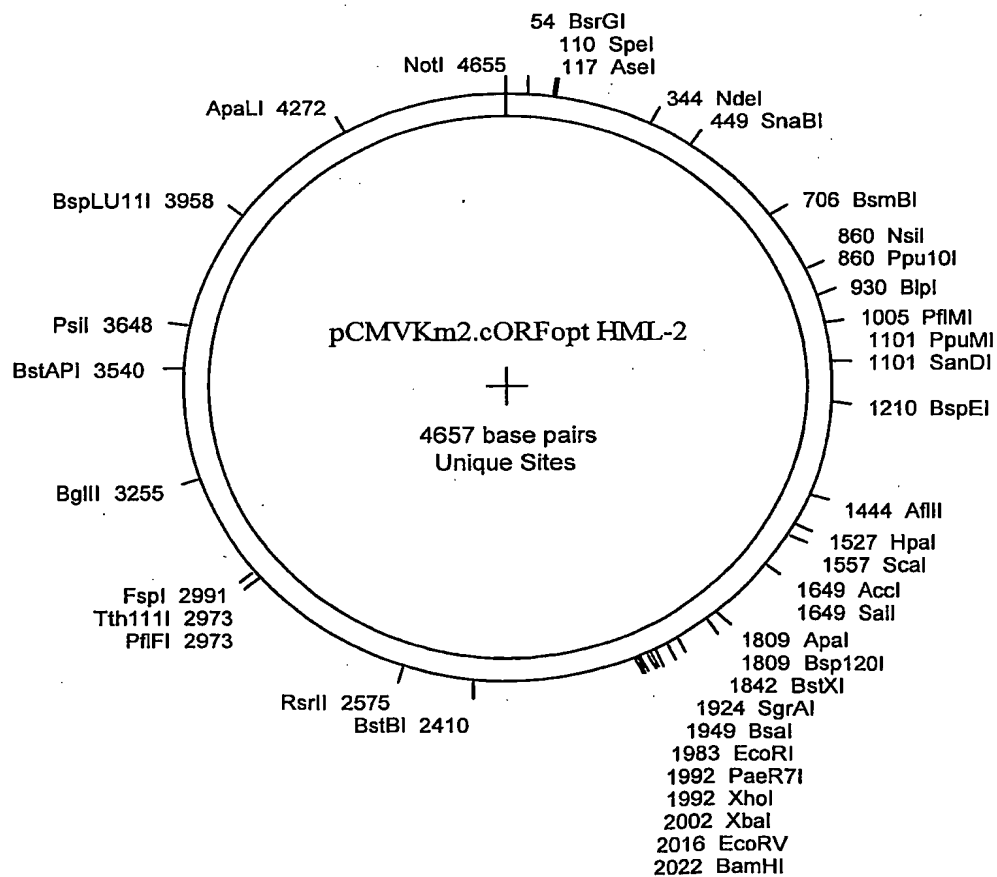 54 BsrGI
110 SpeI
117 AseI
NotI 4655
344 NdeI
449 SnaBI
ApaLI 4272
706 BsmBI
BspLU11I 3958
860 NsiI
860 Ppu10I
930 BlpI
1005 PflMI
1101 PpuMI
1101 SanDI
1210 BspEI
PsiI 3648
BstAPI 3540
pCMVKm2.cORFopt HML-2
4657 base pairs
Unique Sites
BglII 3255
1444 AflII
1527 HpaI
1557 ScaI
1649 AccI
1649 SalI
1809 ApaI
1809 Bsp120I
1842 BstXI
1924 SgrAI
1949 BsaI
1983 EcoRI
1992 PaeR7I
1992 XhoI
2002 XbaI
2016 EcoRV
2022 BamHI
FspI 2991
Tth111I 2973
PflFI 2973
RsrII 2575
BstBI 2410